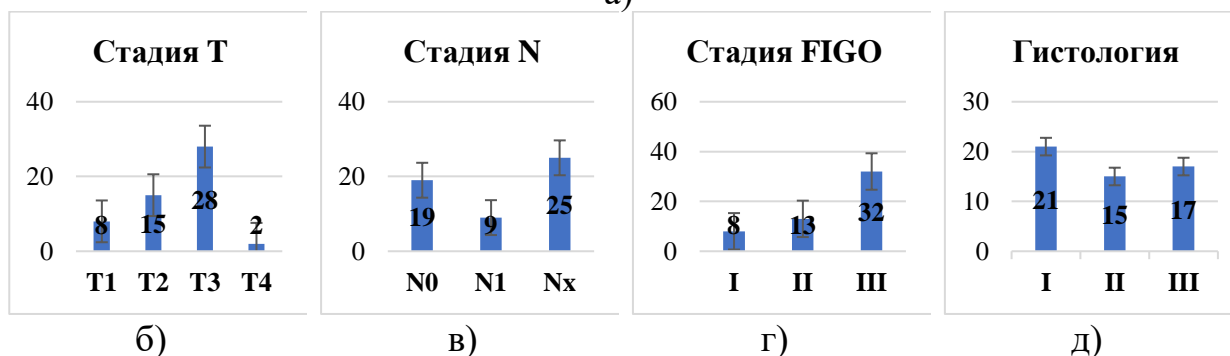 а)
Стадия T
40
20
0
8
15
28
2
T1 T2 T3 T4
б)
Стадия N
40
20
0
19
9
25
N0 N1 Nx
в)
Стадия FIGO
60
40
20
0
8
13
32
I II III
г)
Гистология
30
20
10
0
21
15
17
I II III
д)